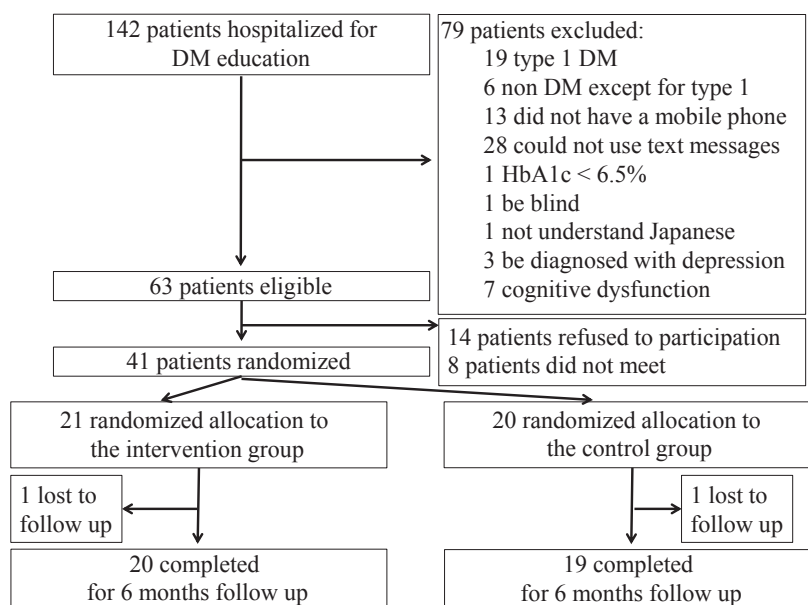 142 patients hospitalized for
DM education
79 patients excluded:
19 type 1 DM
6 non DM except for type 1
13 did not have a mobile phone
28 could not use text messages
1 HbA1c < 6.5%
1 be blind
1 not understand Japanese
3 be diagnosed with depression
7 cognitive dysfunction
63 patients eligible
14 patients refused to participation
8 patients did not meet
41 patients randomized
21 randomized allocation to
the intervention group
20 randomized allocation to
the control group
1 lost to
follow up
1 lost to
follow up
20 completed
for 6 months follow up
19 completed
for 6 months follow up